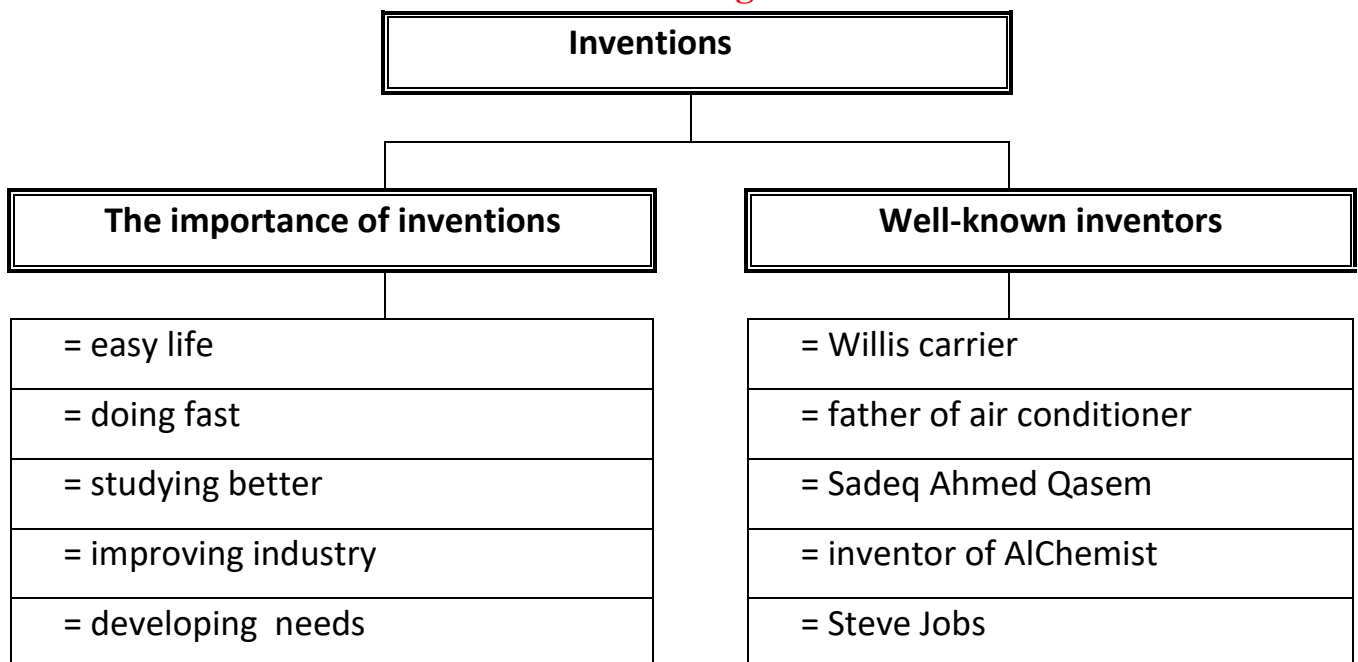 Inventions
The importance of inventions
= easy life
= doing fast
= studying better
= improving industry
= developing needs
Well-known inventors
= Willis carrier
= father of air conditioner
= Sadeq Ahmed Qasem
= inventor of AlChemist
= Steve Jobs